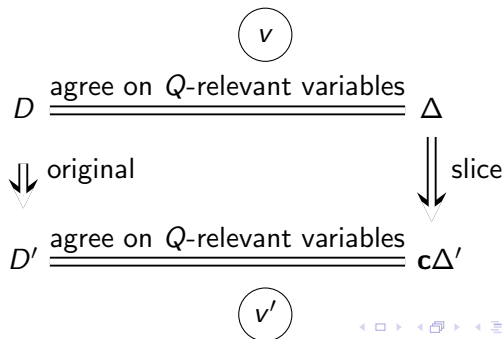 v
agree on Q-relevant variables
D Δ
original slice
agree on Q-relevant variables
D′ cΔ′
v′